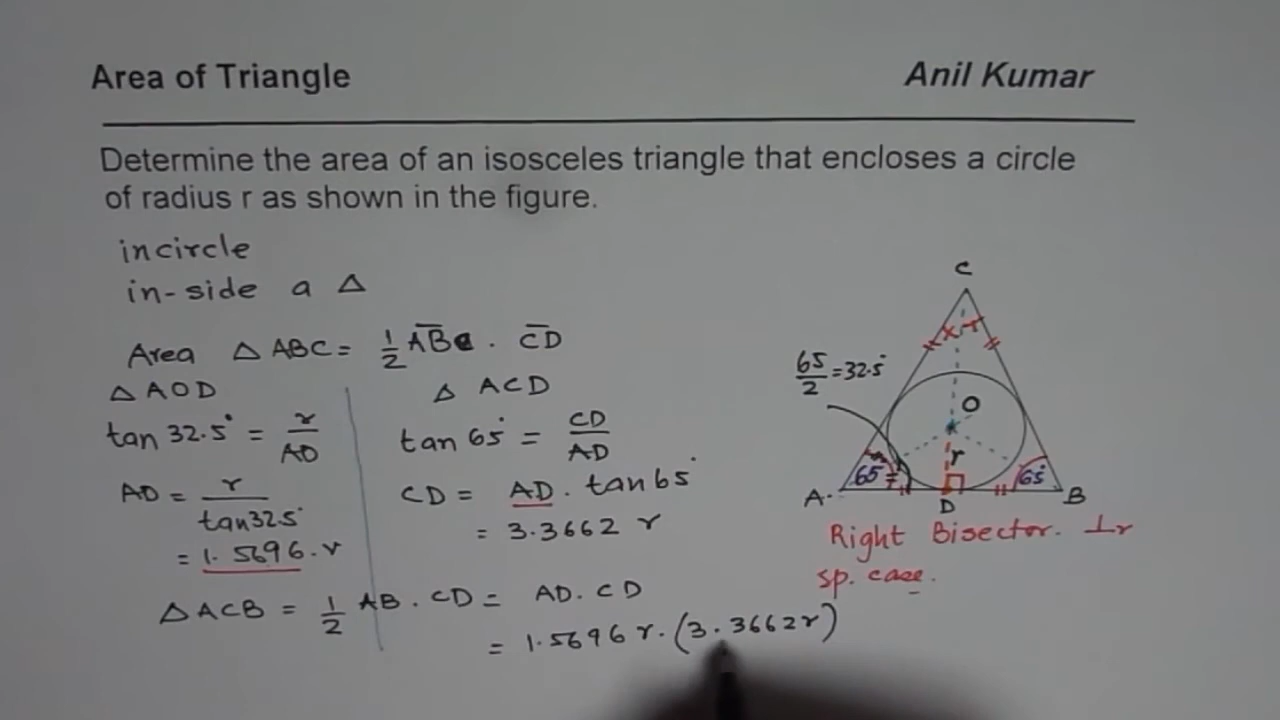 Area of Triangle
Anil Kumar
Determine the area of an isosceles triangle that encloses a circle
of radius r as shown in the figure.
incircle
in-side a △
Area △ ABC = 1/2 A̅B̅ . C̅D̅
△ AOD
tan 32.5° = r/AD
AD = r/tan 32.5°
= 1.5696 . r
△ ACD
tan 65° = CD/AD
CD = AD . tan 65°
= 3.3662 r
△ ACB = 1/2 AB . CD = AD . CD
= 1.5696 r . (3.3662 r)
65/2 = 32.5°
C
x x
O
r
65°
65°
A
D
B
Right Bisector. ⊥r
sp. case.